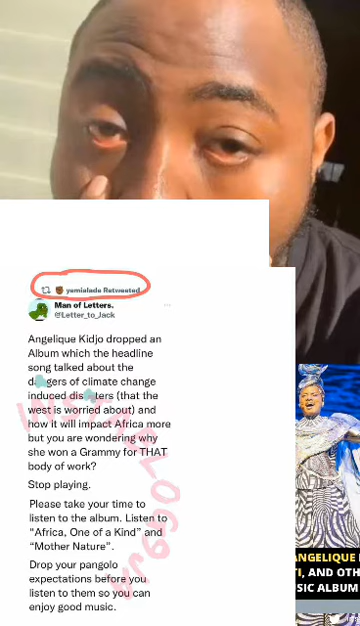 yemialade Retweeted
Man of Letters.
@Letter_to_Jack
Angelique Kidjo dropped an
Album which the headline
song talked about the
dangers of climate change
induced disasters (that the
west is worried about) and
how it will impact Africa more
but you are wondering why
she won a Grammy for THAT
body of work?
Stop playing.
Please take your time to
listen to the album. Listen to
“Africa, One of a Kind” and
“Mother Nature”.
Drop your pangolo
expectations before you
listen to them so you can
enjoy good music.
ANGELIQUE
TI, AND OTH
SIC ALBUM